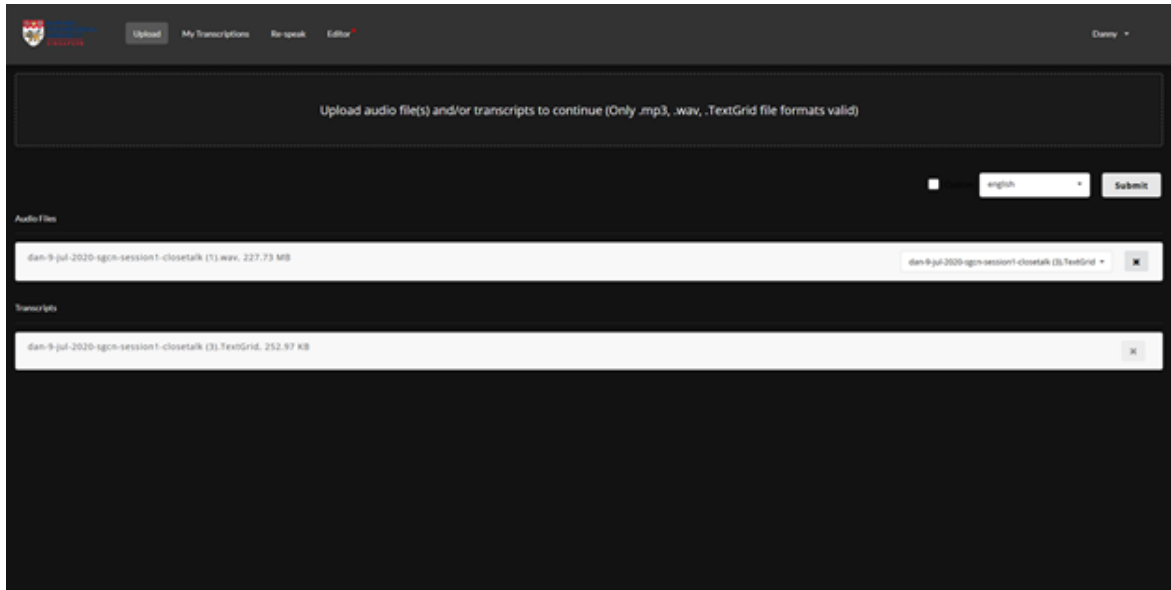 Upload My Transcriptions Re-speak Editor Danny
Upload audio file(s) and/or transcripts to continue (Only .mp3, .wav, .TextGrid file formats valid)
english Submit
Audio Files
dan-9-jul-2020-sgcn-session1-closetalk (1).wav, 227.73 MB dan-9-jul-2020-sgcn-session1-closetalk (3).TextGrid
Transcripts
dan-9-jul-2020-sgcn-session1-closetalk (3).TextGrid, 252.97 KB